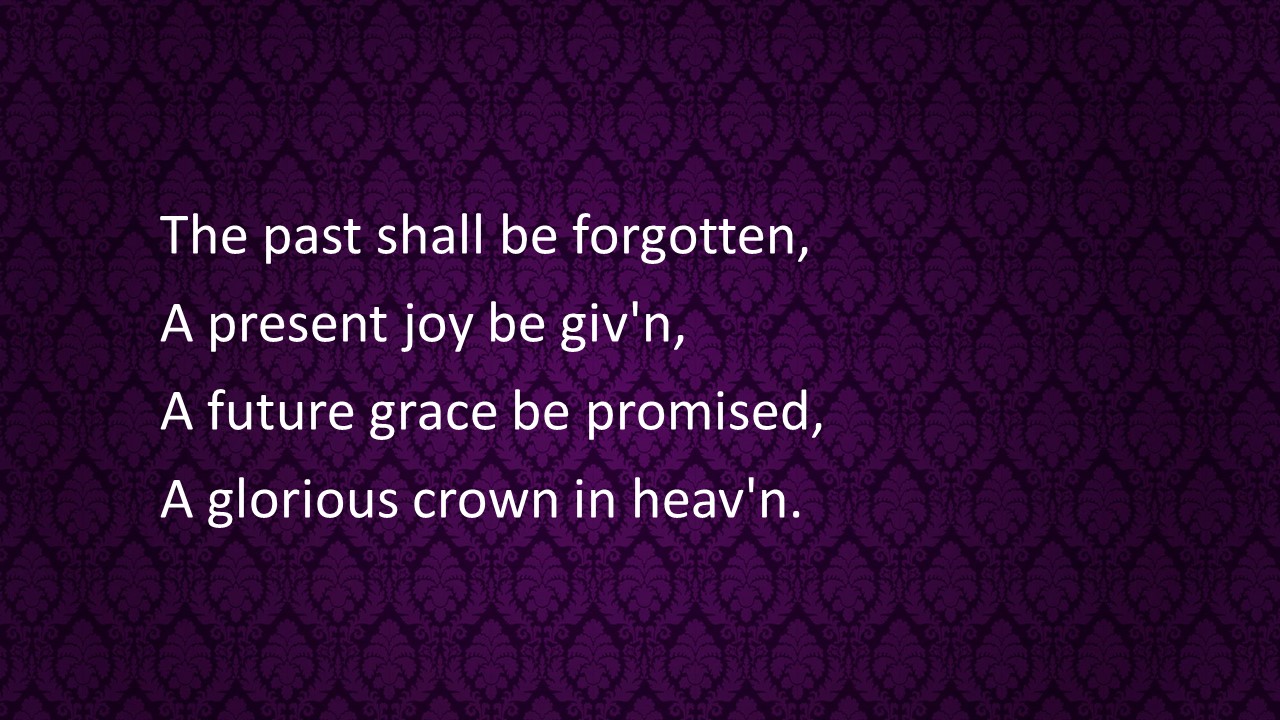 The past shall be forgotten,
A present joy be giv'n,
A future grace be promised,
A glorious crown in heav'n.